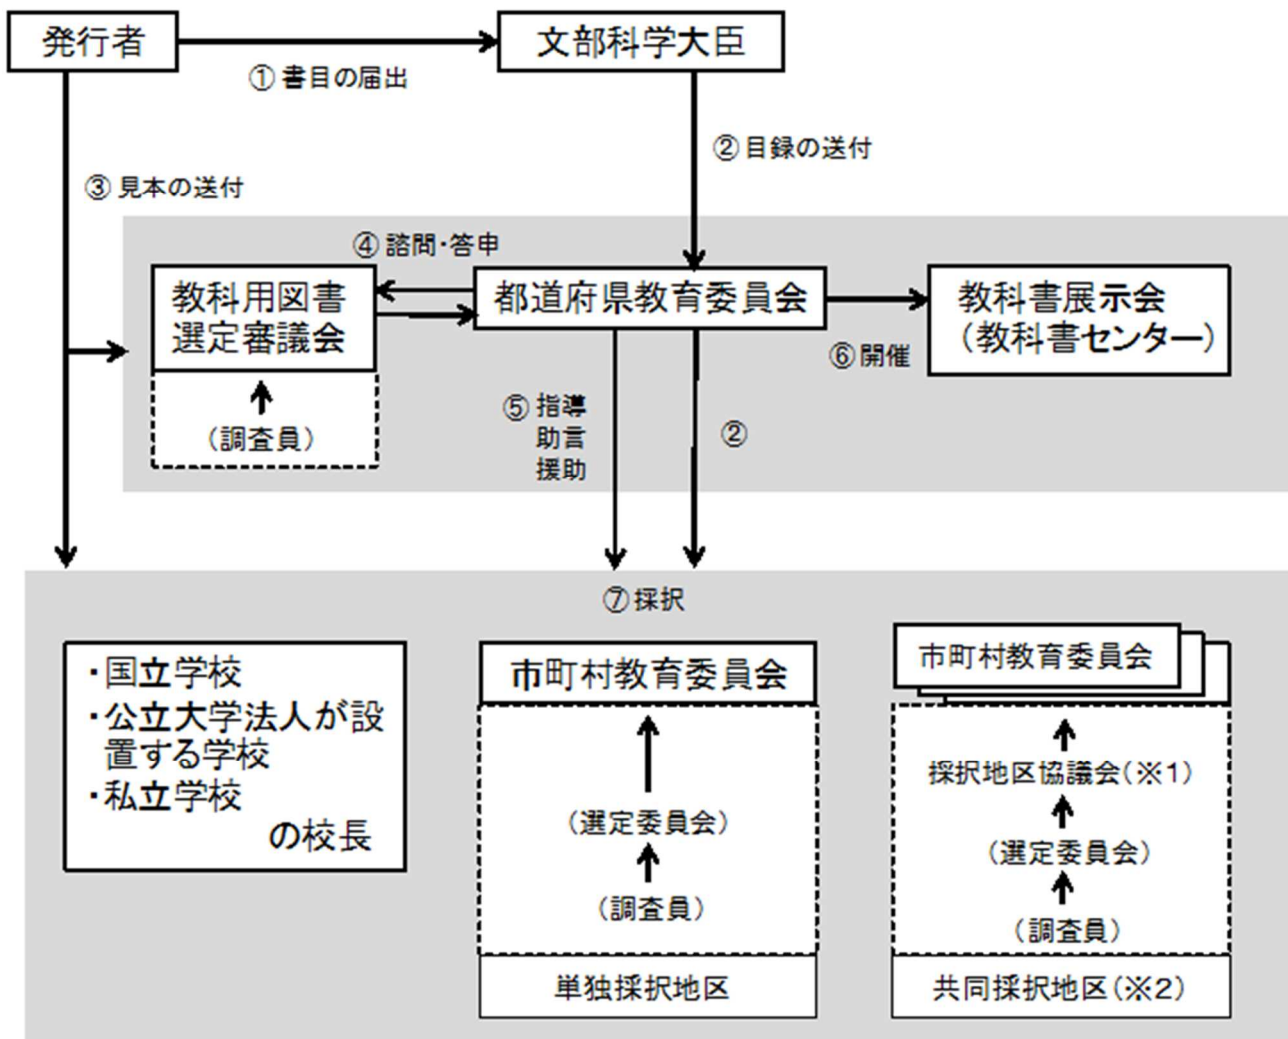 発行者
文部科学大臣
①書目の届出
②目録の送付
③見本の送付
④諮問・答申
教科用図書
選定審議会
(調査員)
都道府県教育委員会
教科書展示会
(教科書センター)
⑥開催
⑤指導
助言
援助
②
⑦採択
・国立学校
・公立大学法人が設
置する学校
・私立学校
の校長
市町村教育委員会
(選定委員会)
(調査員)
単独採択地区
市町村教育委員会
採択地区協議会(※1)
(選定委員会)
(調査員)
共同採択地区(※2)